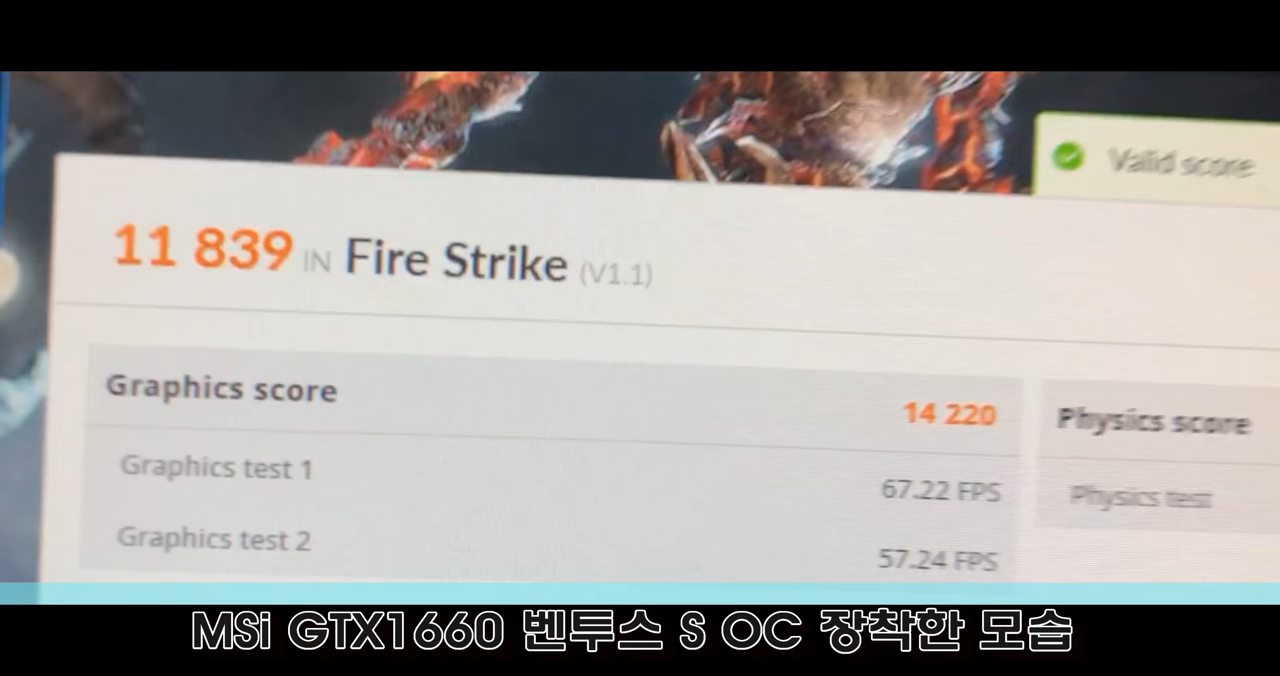 Valid score
11 839 IN Fire Strike (V1.1)
Graphics score 14 220
Graphics test 1 67.22 FPS
Graphics test 2 57.24 FPS
Physics score
Physics test
MSi GTX1660 벤투스 S OC 장착한 모습